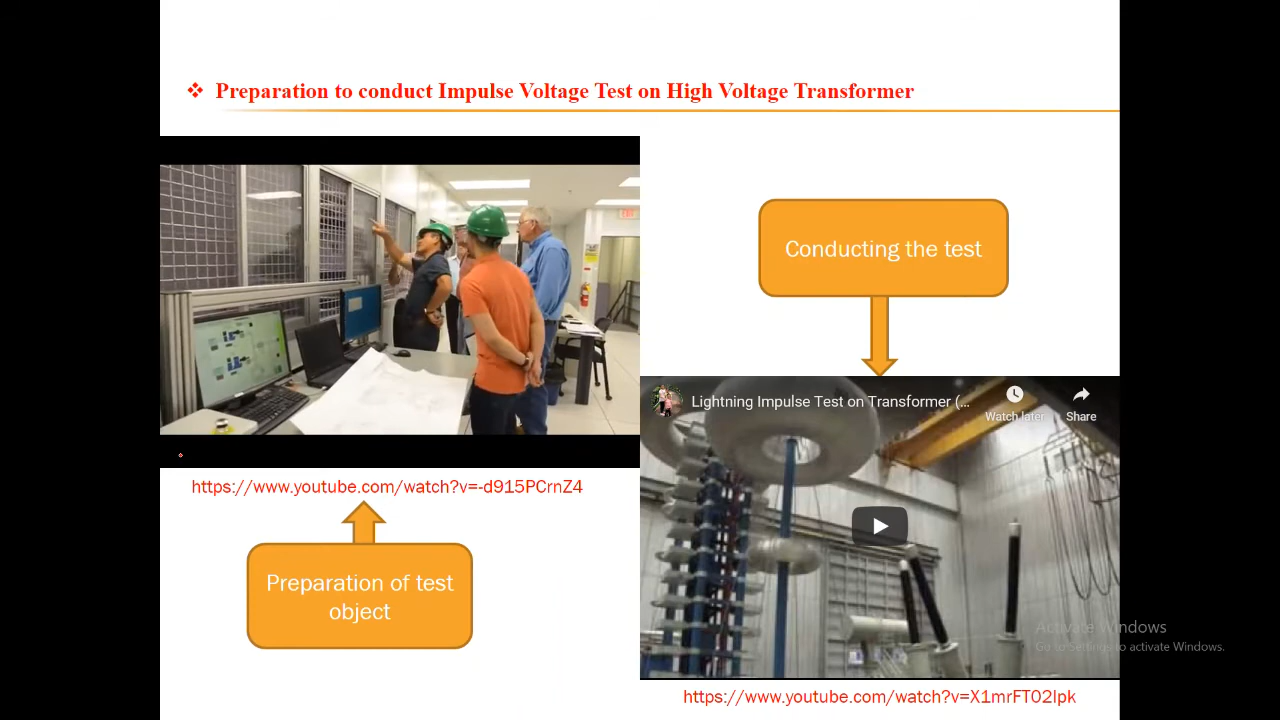 ❖ Preparation to conduct Impulse Voltage Test on High Voltage Transformer
Conducting the test
Lightning Impulse Test on Transformer (...
Watch later
Share
https://www.youtube.com/watch?v=-d915PCrnZ4
Preparation of test
object
Activate Windows
Go to Settings to activate Windows.
https://www.youtube.com/watch?v=X1mrFT02lpk